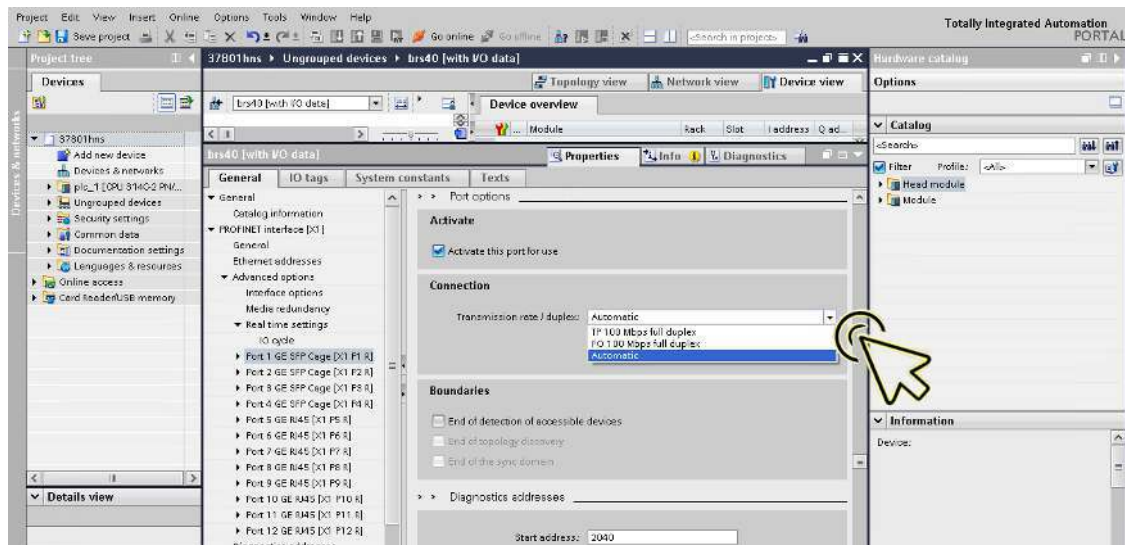 Project Edit View Insert Online Options Tools Window Help
Totally Integrated Automation
PORTAL
Save project
Go online
Go offline
<Search in project>
Project tree
37801hns
Ungrouped devices
brs40 [with I/O data]
Hardware catalog
Devices
Topology view
Network view
Device view
Options
brs40 [with I/O data]
Device overview
Module
Rack
Slot
I address
Q ad...
Catalog
<Search>
Filter
Profile:
<All>
Head module
Module
Devices & networks
37801hns
Add new device
Devices & networks
plc_1 [CPU 314C-2 PN/...
Ungrouped devices
Security settings
Common data
Documentation settings
Languages & resources
Online access
Card Reader/USB memory
Details view
brs40 [with I/O data]
Properties
Info
Diagnostics
General
IO tags
System constants
Texts
General
Catalog information
PROFINET interface [X1]
General
Ethernet addresses
Advanced options
Interface options
Media redundancy
Real time settings
IO cycle
Port 1 GE SFP Cage [X1 P1 R]
Port 2 GE SFP Cage [X1 P2 R]
Port 3 GE SFP Cage [X1 P3 R]
Port 4 GE SFP Cage [X1 P4 R]
Port 5 GE RJ45 [X1 P5 R]
Port 6 GE RJ45 [X1 P6 R]
Port 7 GE RJ45 [X1 P7 R]
Port 8 GE RJ45 [X1 P8 R]
Port 9 GE RJ45 [X1 P9 R]
Port 10 GE RJ45 [X1 P10 R]
Port 11 GE RJ45 [X1 P11 R]
Port 12 GE RJ45 [X1 P12 R]
> > Port options
Activate
Activate this port for use
Connection
Transmission rate / duplex:
Automatic
TP 100 Mbps full duplex
FO 100 Mbps full duplex
Automatic
Boundaries
End of detection of accessible devices
End of topology discovery
End of the sync domain
> > Diagnostics addresses
Start address: 2040
Information
Device: